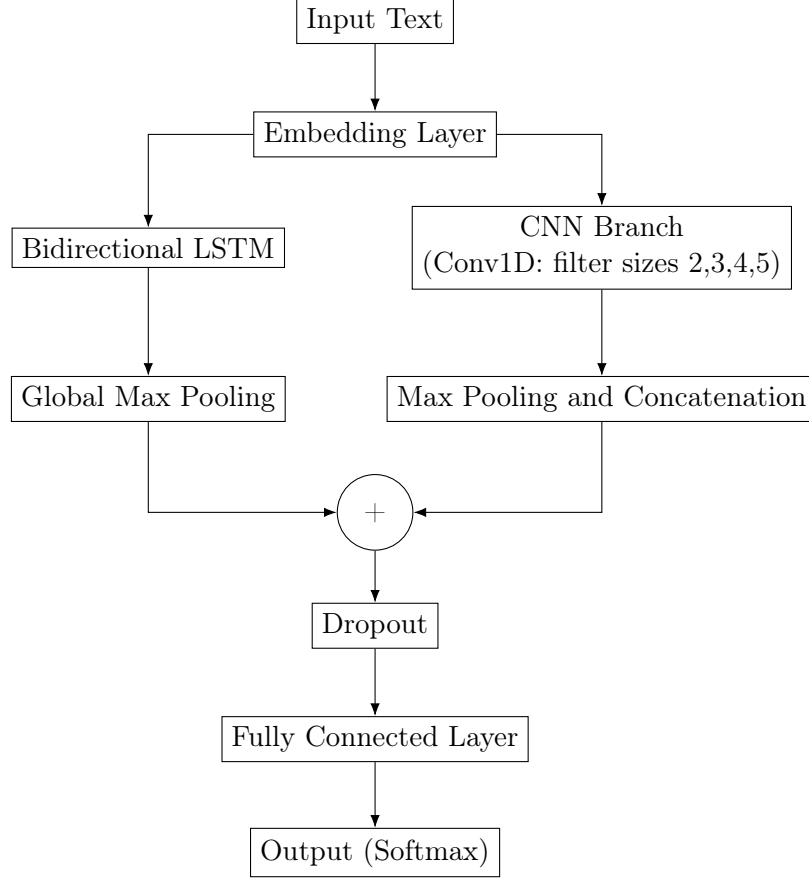 Input Text
Embedding Layer
Bidirectional LSTM
CNN Branch
(Conv1D: filter sizes 2,3,4,5)
Global Max Pooling
Max Pooling and Concatenation
+
Dropout
Fully Connected Layer
Output (Softmax)